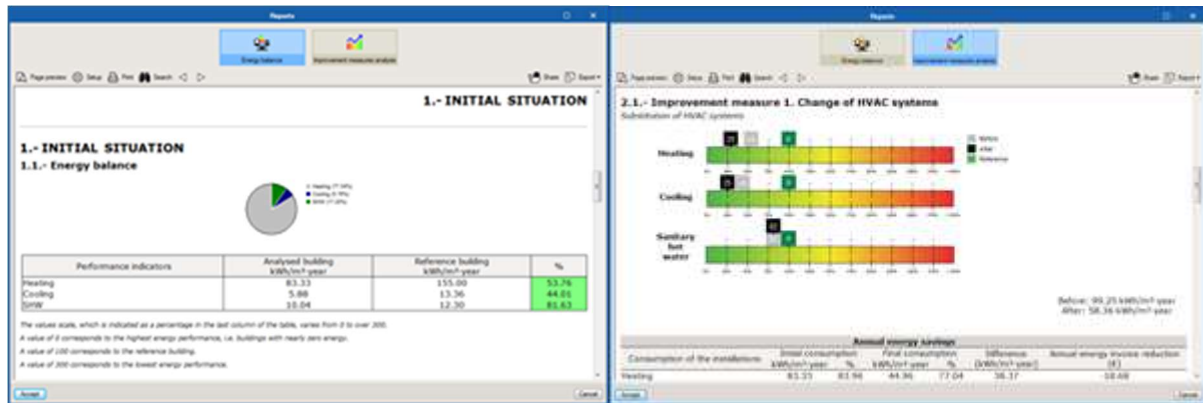 Reports
Energy balance
Improvement measures analysis
Page preview Setup Print Search Share Export
1.- INITIAL SITUATION
1.- INITIAL SITUATION
1.1.- Energy balance
Heating
Cooling
SHW
Performance indicators Analysed building kWh/m²·year Reference building kWh/m²·year %
Heating 83.33 155.00 53.76
Cooling 5.88 13.36 44.01
SHW 10.04 12.30 81.63
The values scale, which is indicated as a percentage in the last column of the table, varies from 0 to over 300.
A value of 0 corresponds to the highest energy performance, i.e. buildings with nearly zero energy.
A value of 100 corresponds to the reference building.
A value of 300 corresponds to the lowest energy performance.
Accept Cancel
Reports
Energy balance
Improvement measures analysis
Page preview Setup Print Search Share Export
2.1.- Improvement measure 1. Change of HVAC systems
Substitution of HVAC systems
Before
After
Reference
Heating
Cooling
Sanitary
hot
water
Before: 99.25 kWh/m²·year
After: 58.36 kWh/m²·year
Annual energy savings
Consumption of the installations Initial consumption Final consumption Difference Annual energy invoice reduction
kWh/m²·year % kWh/m²·year % (kWh/m²·year) (€)
Heating 83.33 83.96 44.96 77.04 38.37
Accept Cancel